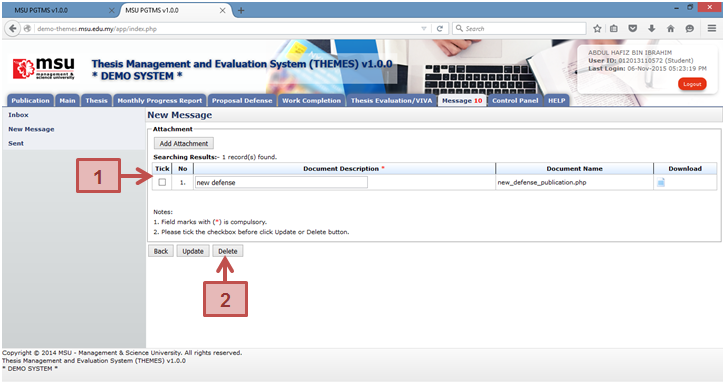 MSU PGTMS v1.0.0
MSU PGTMS v1.0.0
demo-themes.msu.edu.my/app/index.php
Search
msu
management &
science university
Thesis Management and Evaluation System (THEMES) v1.0.0
* DEMO SYSTEM *
ABDUL HAFIZ BIN IBRAHIM
User ID: 012013110572 (Student)
Last Login: 06-Nov-2015 05:23:19 PM
Logout
Publication Main Thesis Monthly Progress Report Proposal Defense Work Completion Thesis Evaluation/VIVA Message 10 Control Panel HELP
Inbox
New Message
Sent
New Message
Attachment
Add Attachment
Searching Results:- 1 record(s) found.
Tick No Document Description * Document Name Download
1. new defense new_defense_publication.php
1
Notes:
1. Field marks with (*) is compulsory.
2. Please tick the checkbox before click Update or Delete button.
Back Update Delete
2
Copyright © 2014 MSU - Management & Science University. All rights reserved.
Thesis Management and Evaluation System (THEMES) v1.0.0
* DEMO SYSTEM *